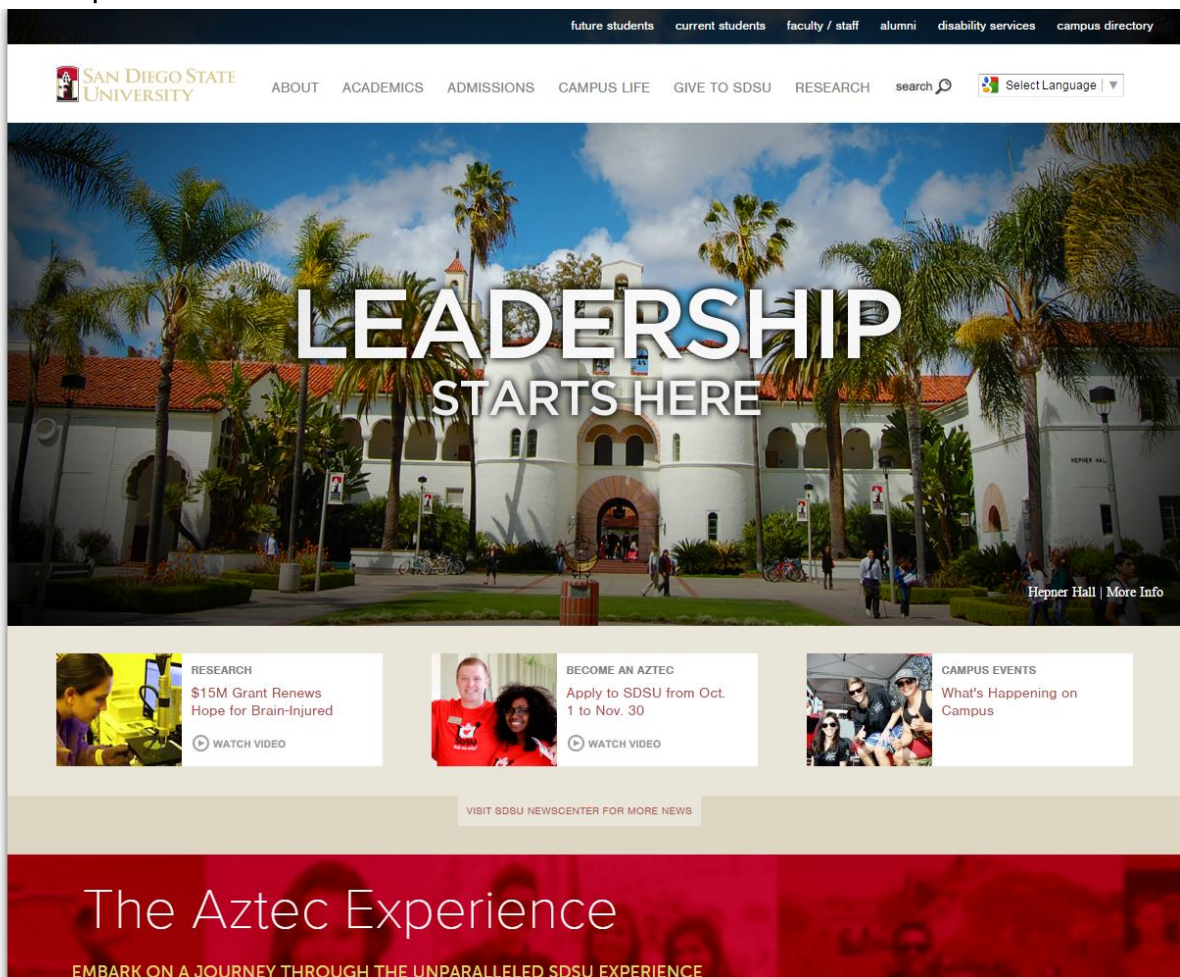 future students current students faculty / staff alumni disability services campus directory
SAN DIEGO STATE
UNIVERSITY
ABOUT ACADEMICS ADMISSIONS CAMPUS LIFE GIVE TO SDSU RESEARCH search Select Language
LEADERSHIP
STARTS HERE
HEPNER HALL
Hepner Hall | More Info
RESEARCH
$15M Grant Renews
Hope for Brain-Injured
WATCH VIDEO
BECOME AN AZTEC
Apply to SDSU from Oct.
1 to Nov. 30
WATCH VIDEO
CAMPUS EVENTS
What's Happening on
Campus
VISIT SDSU NEWSCENTER FOR MORE NEWS
The Aztec Experience
EMBARK ON A JOURNEY THROUGH THE UNPARALLELED SDSU EXPERIENCE